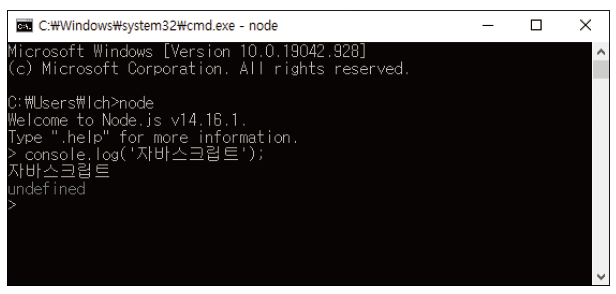 C:₩Windows₩system32₩cmd.exe - node
Microsoft Windows [Version 10.0.19042.928]
(c) Microsoft Corporation. All rights reserved.
C:₩Users₩lch>node
Welcome to Node.js v14.16.1.
Type ".help" for more information.
> console.log('자바스크립트');
자바스크립트
undefined
>